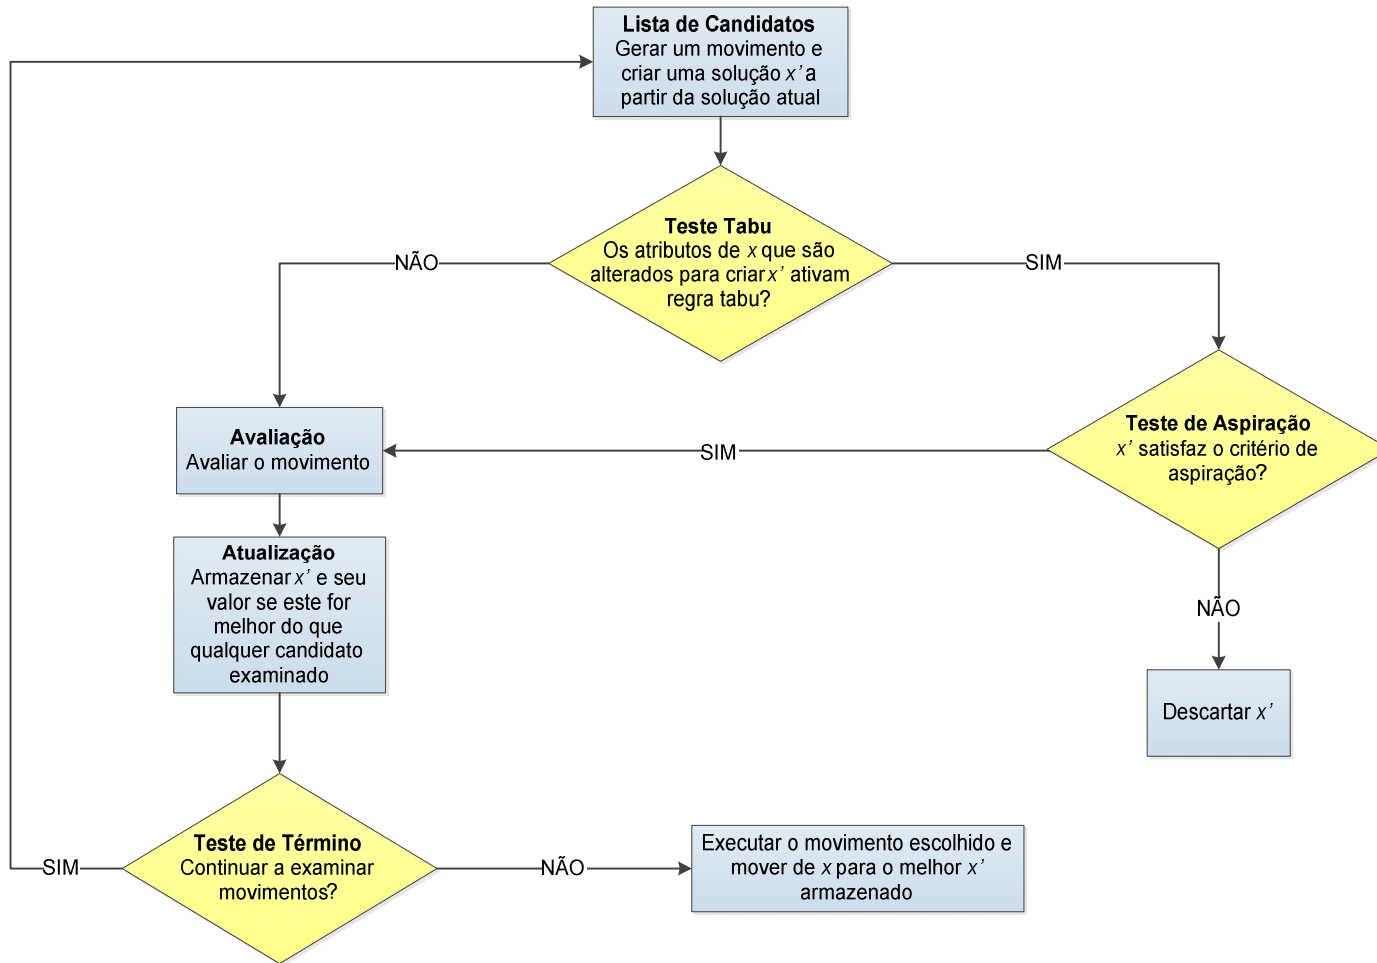 Lista de Candidatos
Gerar um movimento e
criar uma solução x’ a
partir da solução atual
Teste Tabu
Os atributos de x que são
alterados para criar x’ ativam
regra tabu?
NÃO
SIM
Teste de Aspiração
x’ satisfaz o critério de
aspiração?
SIM
Avaliação
Avaliar o movimento
Atualização
Armazenar x’ e seu
valor se este for
melhor do que
qualquer candidato
examinado
NÃO
Descartar x’
Teste de Término
Continuar a examinar
movimentos?
SIM
NÃO
Executar o movimento escolhido e
mover de x para o melhor x’
armazenado